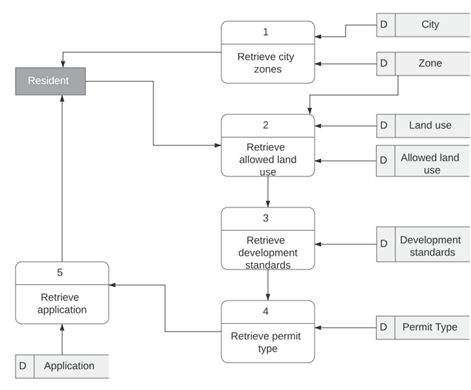 1
Retrieve city
zones
D City
D Zone
Resident
2
Retrieve
allowed land
use
D Land use
D Allowed land
use
3
Retrieve
development
standards
D Development
standards
5
Retrieve
application
4
Retrieve permit
type
D Permit Type
D Application